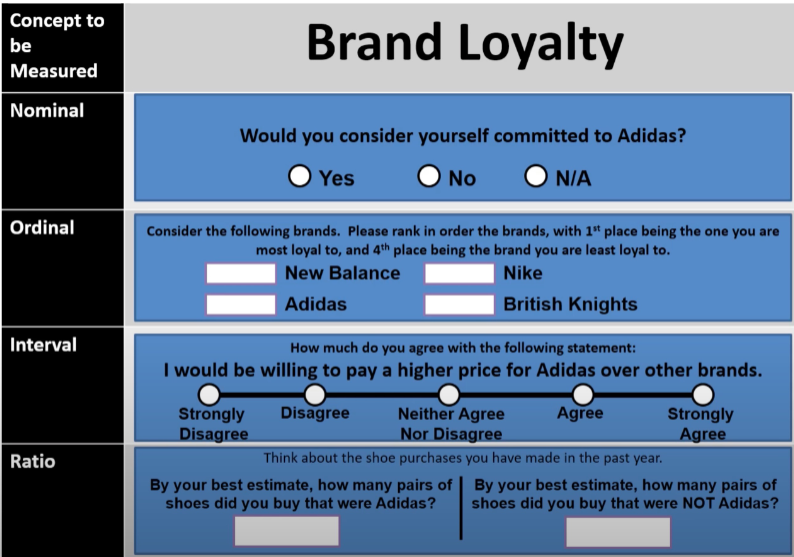 Concept to
be
Measured
Brand Loyalty
Nominal
Would you consider yourself committed to Adidas?
Yes No N/A
Ordinal
Consider the following brands. Please rank in order the brands, with 1st place being the one you are
most loyal to, and 4th place being the brand you are least loyal to.
New Balance Nike
Adidas British Knights
Interval
How much do you agree with the following statement:
I would be willing to pay a higher price for Adidas over other brands.
Strongly
Disagree
Disagree
Neither Agree
Nor Disagree
Agree
Strongly
Agree
Ratio
Think about the shoe purchases you have made in the past year.
By your best estimate, how many pairs of
shoes did you buy that were Adidas?
By your best estimate, how many pairs of
shoes did you buy that were NOT Adidas?